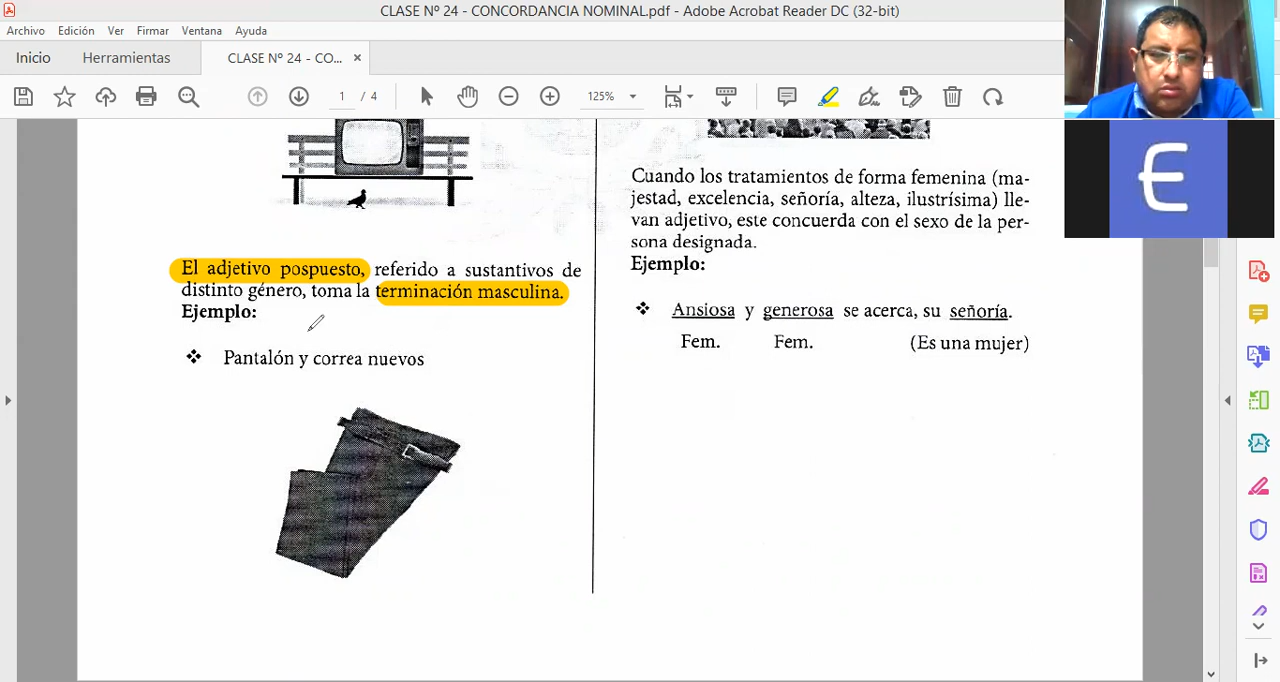 CLASE Nº 24 - CONCORDANCIA NOMINAL.pdf - Adobe Acrobat Reader DC (32-bit)
Archivo Edición Ver Firmar Ventana Ayuda
Inicio Herramientas CLASE Nº 24 - CO... ×
1 / 4 125%
El adjetivo pospuesto, referido a sustantivos de
distinto género, toma la terminación masculina.
Ejemplo:
❖ Pantalón y correa nuevos
Cuando los tratamientos de forma femenina (ma-
jestad, excelencia, señoría, alteza, ilustrísima) lle-
van adjetivo, este concuerda con el sexo de la per-
sona designada.
Ejemplo:
❖ Ansiosa y generosa se acerca, su señoría.
Fem. Fem. (Es una mujer)
E